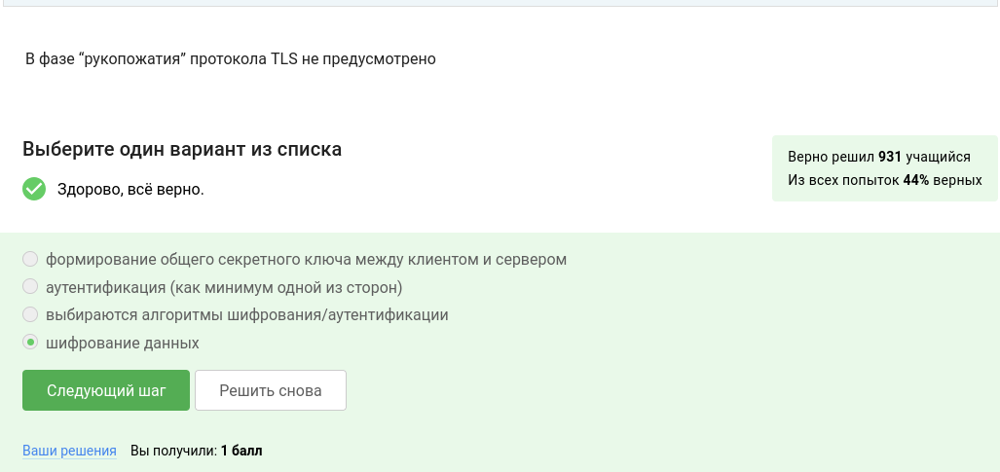 В фазе “рукопожатия” протокола TLS не предусмотрено
Выберите один вариант из списка
Здорово, всё верно.
Верно решил 931 учащийся
Из всех попыток 44% верных
формирование общего секретного ключа между клиентом и сервером
аутентификация (как минимум одной из сторон)
выбираются алгоритмы шифрования/аутентификации
шифрование данных
Следующий шаг
Решить снова
Ваши решения Вы получили: 1 балл